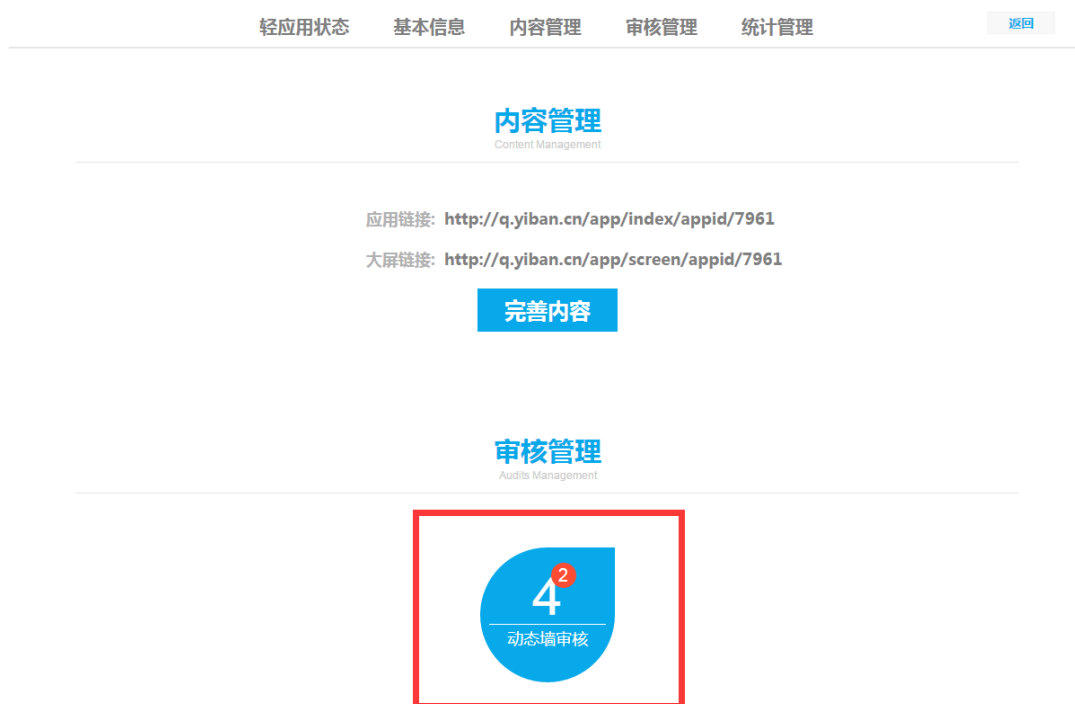 轻应用状态 基本信息 内容管理 审核管理 统计管理 返回
内容管理
Content Management
应用链接: http://q.yiban.cn/app/index/appid/7961
大屏链接: http://q.yiban.cn/app/screen/appid/7961
完善内容
审核管理
Audits Management
2
4
动态墙审核